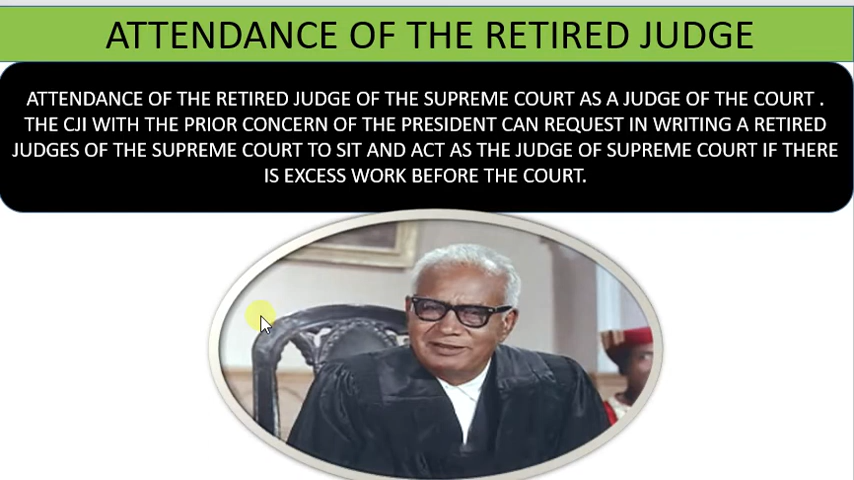 ATTENDANCE OF THE RETIRED JUDGE
ATTENDANCE OF THE RETIRED JUDGE OF THE SUPREME COURT AS A JUDGE OF THE COURT .
THE CJI WITH THE PRIOR CONCERN OF THE PRESIDENT CAN REQUEST IN WRITING A RETIRED
JUDGES OF THE SUPREME COURT TO SIT AND ACT AS THE JUDGE OF SUPREME COURT IF THERE
IS EXCESS WORK BEFORE THE COURT.